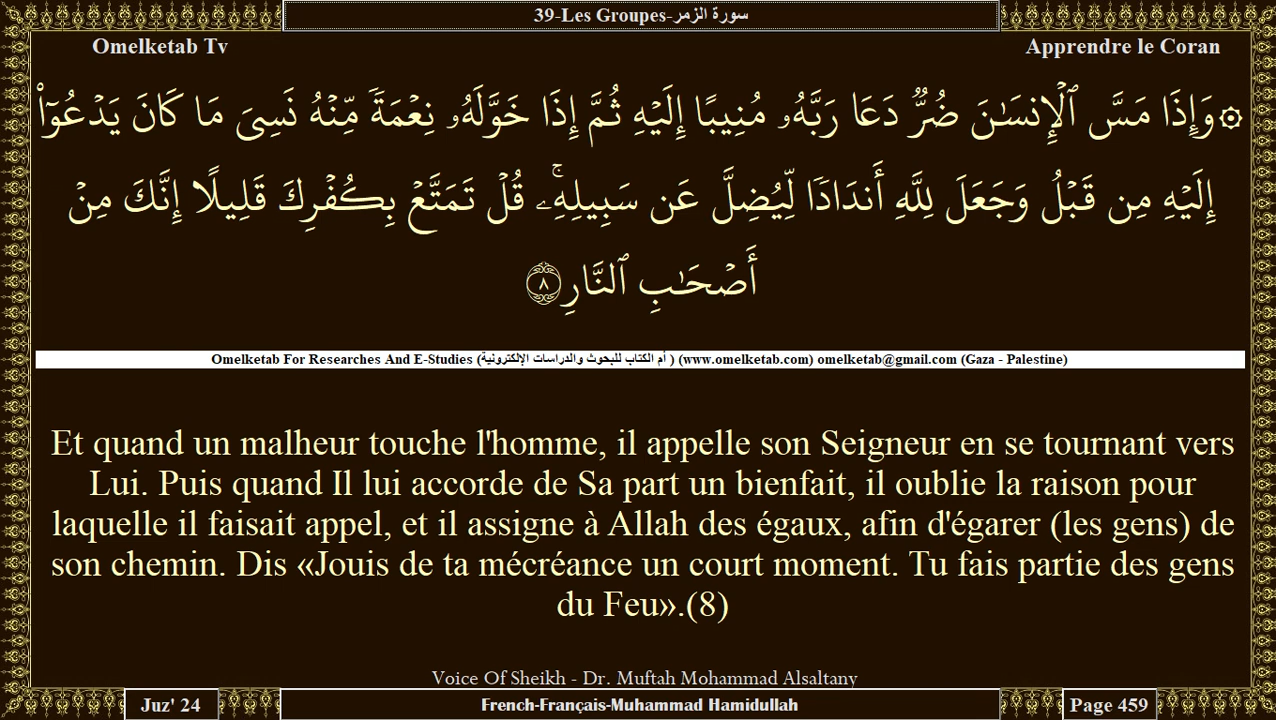 39-Les Groupes-سورة الزمر
Omelketab Tv
Apprendre le Coran
۞ وَإِذَا مَسَّ ٱلْإِنسَـٰنَ ضُرٌّ دَعَا رَبَّهُۥ مُنِيبًا إِلَيْهِ ثُمَّ إِذَا خَوَّلَهُۥ نِعْمَةً مِّنْهُ نَسِىَ مَا كَانَ يَدْعُوٓا۟
إِلَيْهِ مِن قَبْلُ وَجَعَلَ لِلَّهِ أَندَادًا لِّيُضِلَّ عَن سَبِيلِهِۦ ۚ قُلْ تَمَتَّعْ بِكُفْرِكَ قَلِيلًا إِنَّكَ مِنْ
أَصْحَـٰبِ ٱلنَّارِ ٨
Omelketab For Researches And E-Studies (أم الكتاب للبحوث والدراسات الإلكترونية ) (www.omelketab.com) omelketab@gmail.com (Gaza - Palestine)
Et quand un malheur touche l'homme, il appelle son Seigneur en se tournant vers
Lui. Puis quand Il lui accorde de Sa part un bienfait, il oublie la raison pour
laquelle il faisait appel, et il assigne à Allah des égaux, afin d'égarer (les gens) de
son chemin. Dis «Jouis de ta mécréance un court moment. Tu fais partie des gens
du Feu».(8)
Voice Of Sheikh - Dr. Muftah Mohammad Alsaltany
Juz' 24
French-Français-Muhammad Hamidullah
Page 459